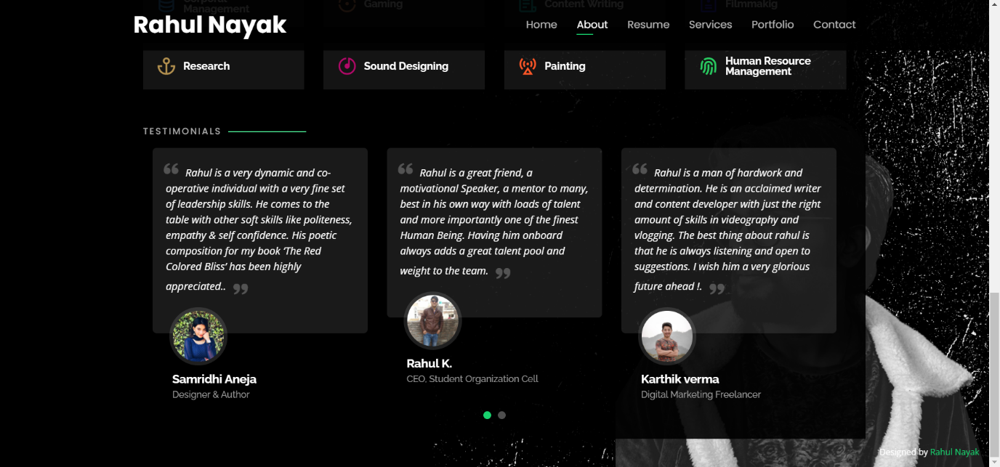 Corporal
Management
Gaming
Content Writing
Filmmakig
Rahul Nayak
Home
About
Resume
Services
Portfolio
Contact
Research
Sound Designing
Painting
Human Resource
Management
TESTIMONIALS
“ Rahul is a very dynamic and co-
operative individual with a very fine set
of leadership skills. He comes to the
table with other soft skills like politeness,
empathy & self confidence. His poetic
composition for my book ‘The Red
Colored Bliss’ has been highly
appreciated.. ”
Samridhi Aneja
Designer & Author
“ Rahul is a great friend, a
motivational Speaker, a mentor to many,
best in his own way with loads of talent
and more importantly one of the finest
Human Being. Having him onboard
always adds a great talent pool and
weight to the team. ”
Rahul K.
CEO, Student Organization Cell
“ Rahul is a man of hardwork and
determination. He is an acclaimed writer
and content developer with just the right
amount of skills in videography and
vlogging. The best thing about rahul is
that he is always listening and open to
suggestions. I wish him a very glorious
future ahead !. ”
Karthik verma
Digital Marketing Freelancer
Designed by Rahul Nayak